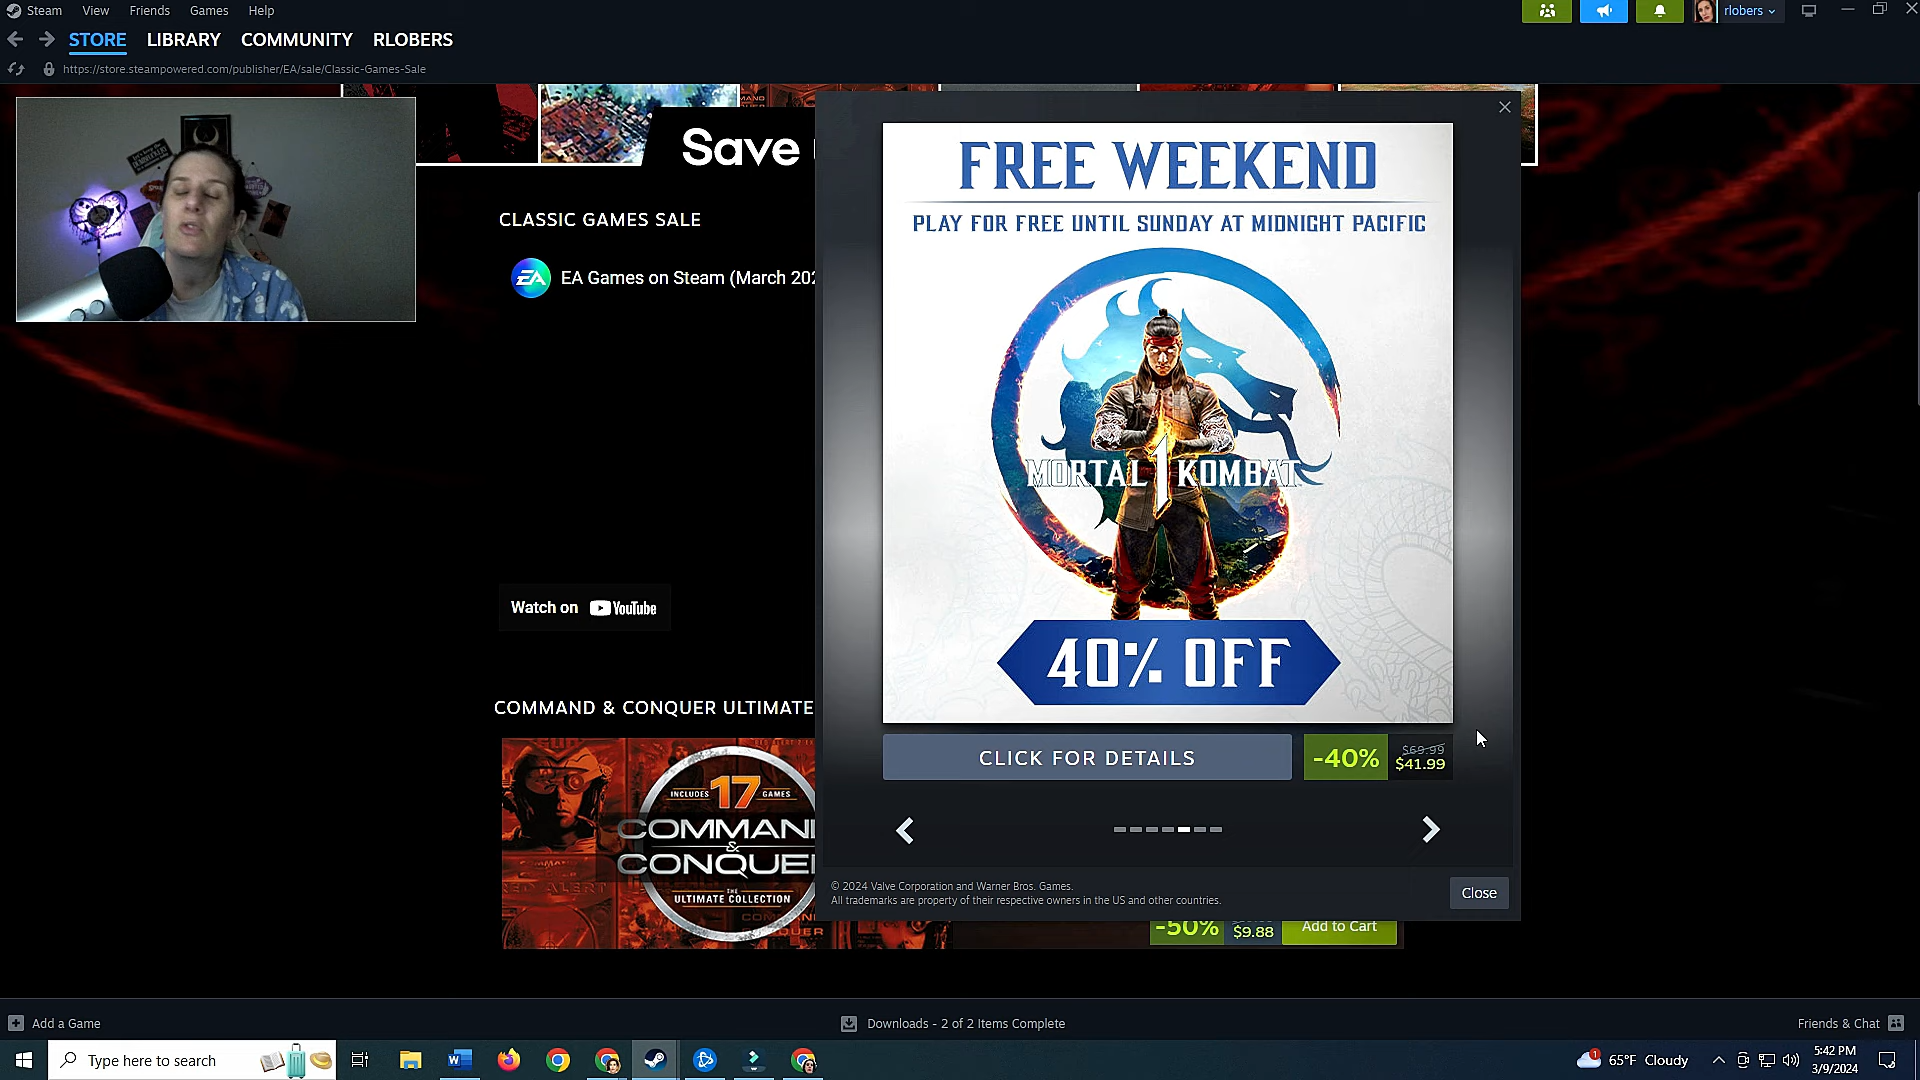 Steam View Friends Games Help
rlobers
STORE LIBRARY COMMUNITY RLOBERS
https://store.steampowered.com/publisher/EA/sale/Classic-Games-Sale
Save
CLASSIC GAMES SALE
EA
EA Games on Steam (March 202
Watch on YouTube
COMMAND & CONQUER ULTIMATE
INCLUDES 17 GAMES
COMMAN
&
CONQUE
THE
ULTIMATE COLLECTION
FREE WEEKEND
PLAY FOR FREE UNTIL SUNDAY AT MIDNIGHT PACIFIC
MORTAL 1 KOMBAT
40% OFF
CLICK FOR DETAILS
-40%
$69.99
$41.99
© 2024 Valve Corporation and Warner Bros. Games.
All trademarks are property of their respective owners in the US and other countries.
Close
-50%
$9.88
Add to Cart
Add a Game
Downloads - 2 of 2 Items Complete
Friends & Chat
Type here to search
1
65°F Cloudy
5:42 PM
3/9/2024